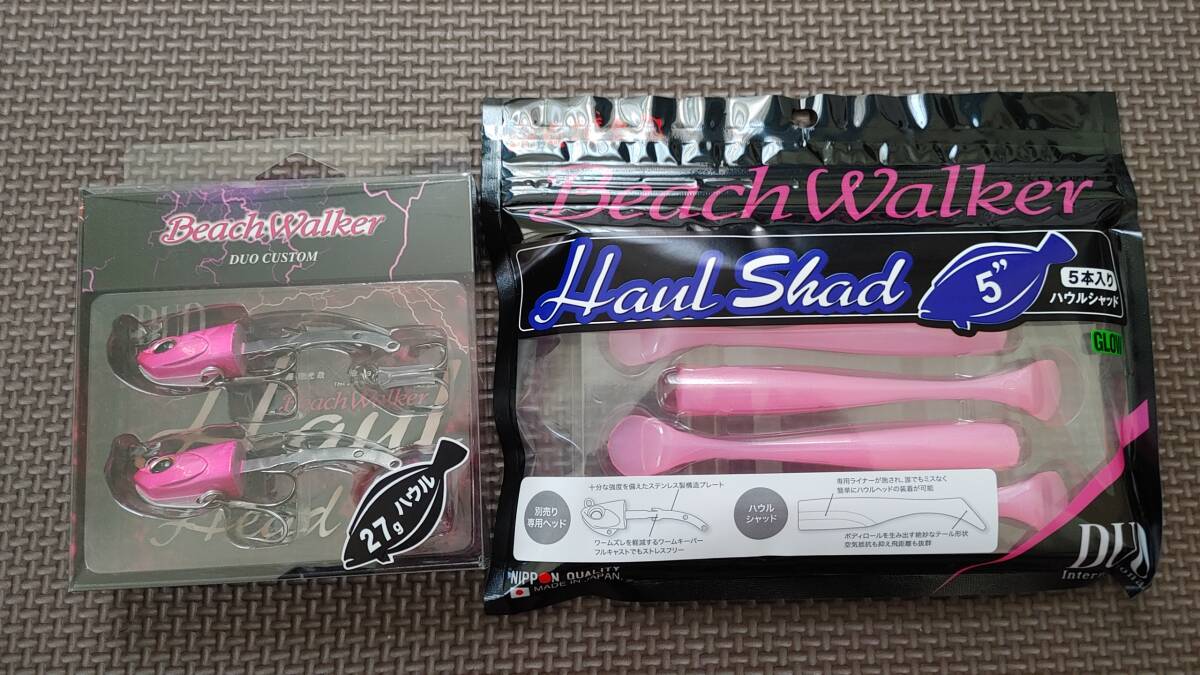 Beach Walker
DUO CUSTOM
DUO
Beach Walker
Haul
Head
27g ハウル
Beach Walker
Haul Shad
5”
5本入り
ハウルシャッド
GLOW
別売り
専用ヘッド
十分な強度を備えたステンレス製構造プレート
ワームズレを軽減するワームキーパー
フルキャストでもストレスフリー
ハウル
シャッド
専用ライナーが施され、誰でもミスなく
簡単にハウルヘッドの装着が可能
ボディロールを生み出す絶妙なテール形状
空気抵抗も抑え飛距離も抜群
NIPPON QUALITY
MADE IN JAPAN.
DUO
International